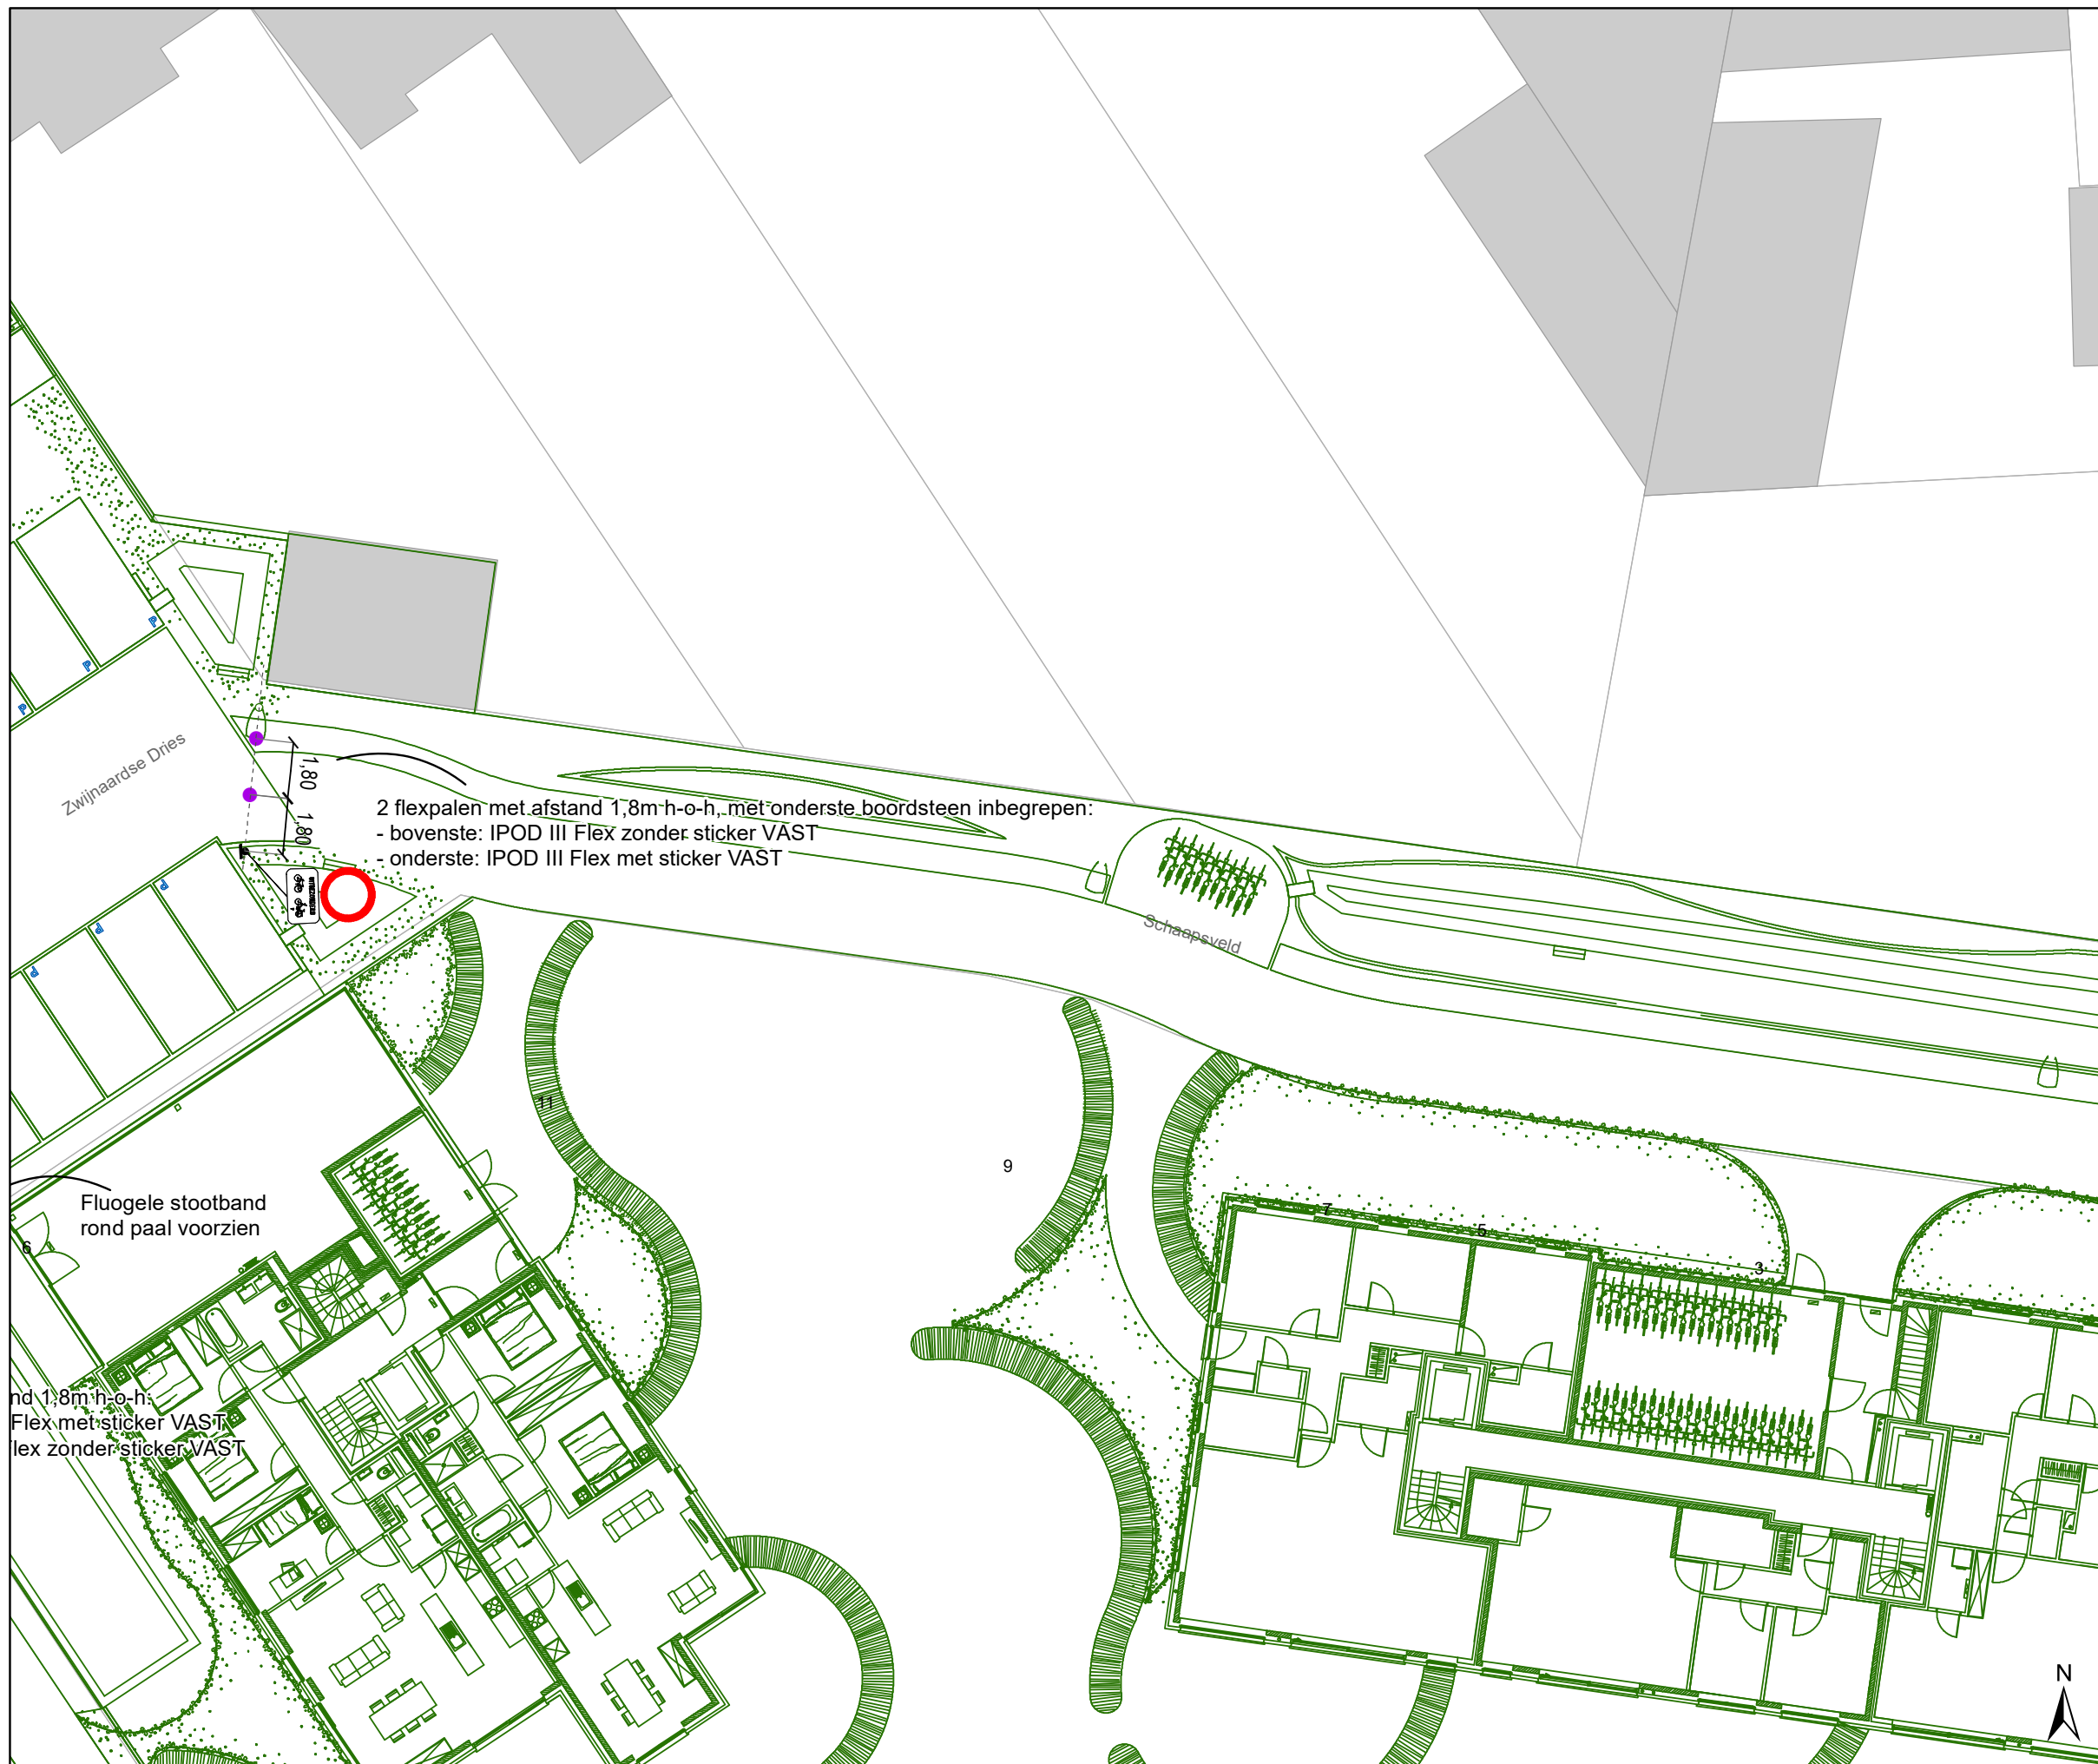 P
P
P
Zwijnaardse Dries
1,80
1,80
2 flexpalen met afstand 1,8m h-o-h, met onderste boordsteen inbegrepen:
- bovenste: IPOD III Flex zonder sticker VAST
- onderste: IPOD III Flex met sticker VAST
P
P
P
Schaapsveld
11
9
Fluogele stootband
rond paal voorzien
6
7
5
3
nd 1,8m h-o-h:
Flex met sticker VAST
lex zonder sticker VAST
N